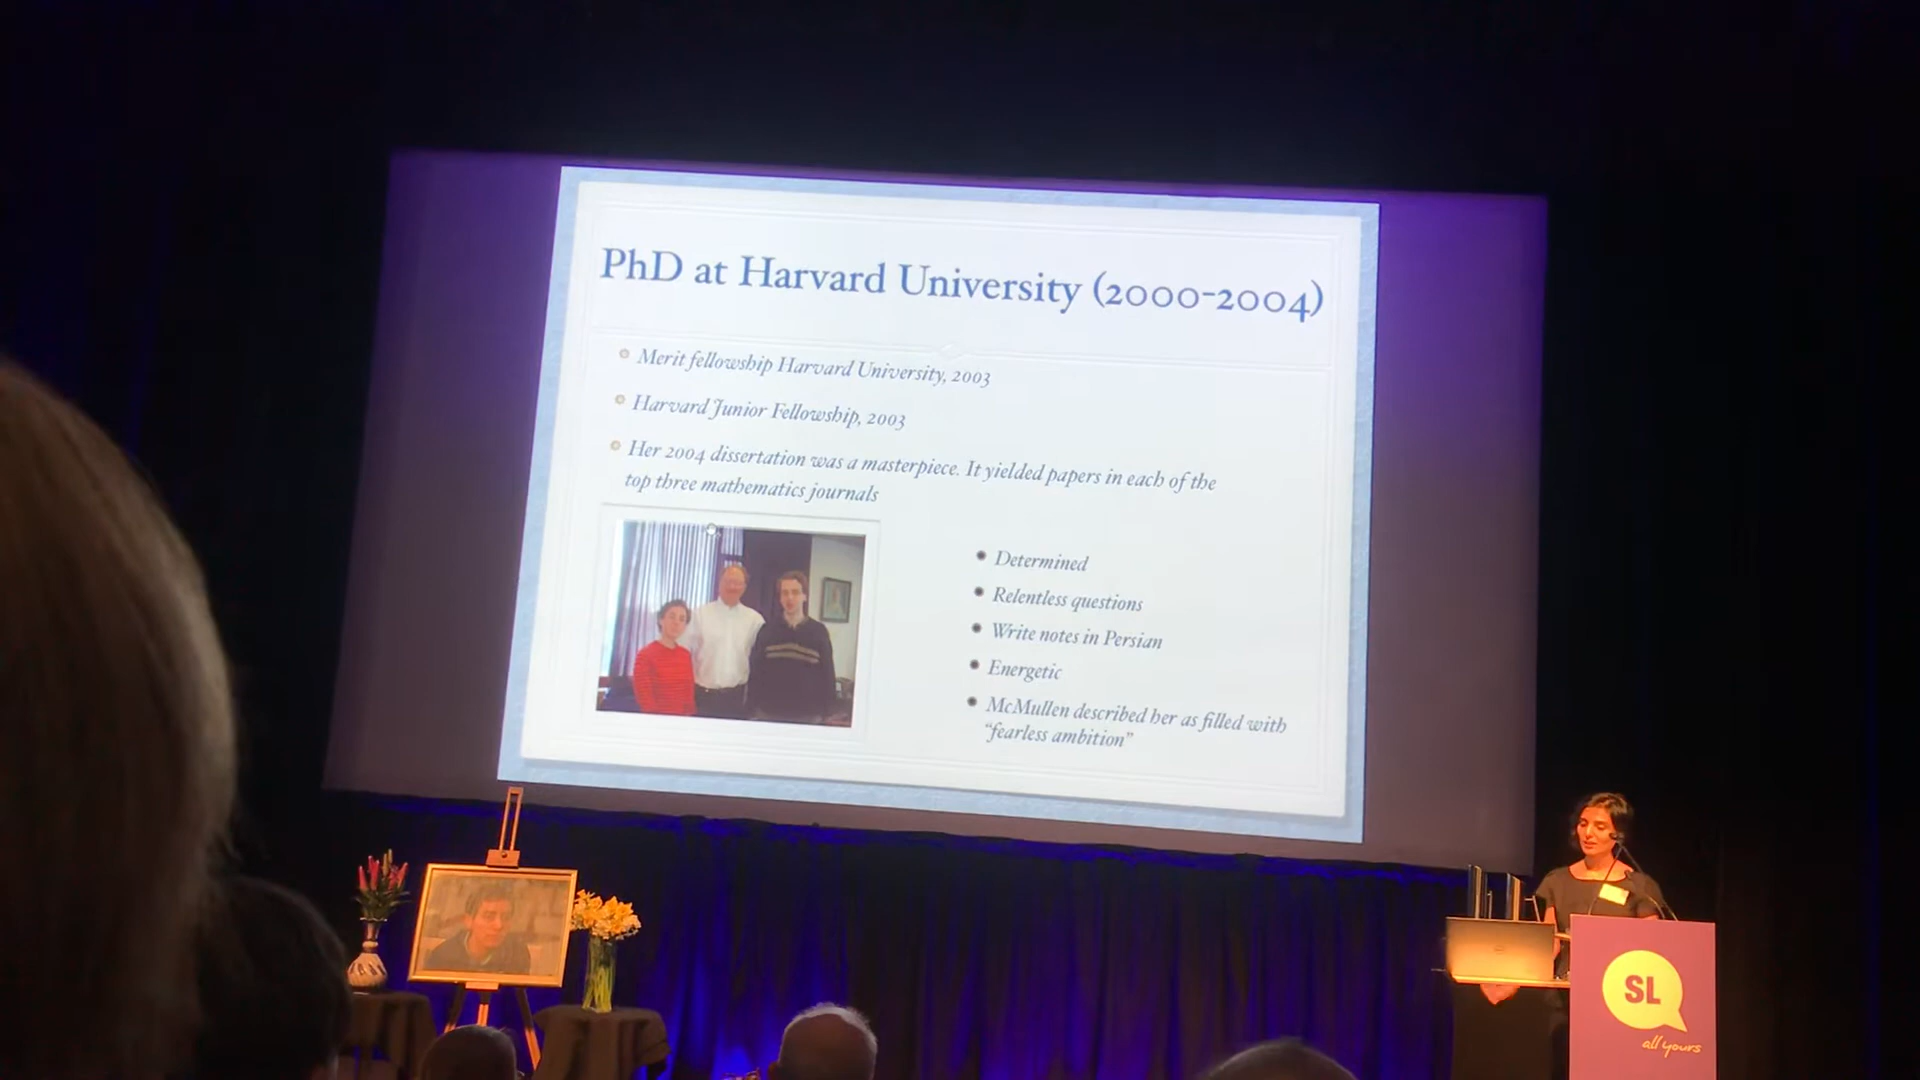 PhD at Harvard University (2000-2004)
Merit fellowship Harvard University, 2003
Harvard Junior Fellowship, 2003
Her 2004 dissertation was a masterpiece. It yielded papers in each of the
top three mathematics journals
Determined
Relentless questions
Write notes in Persian
Energetic
McMullen described her as filled with
“fearless ambition”
SL
all yours